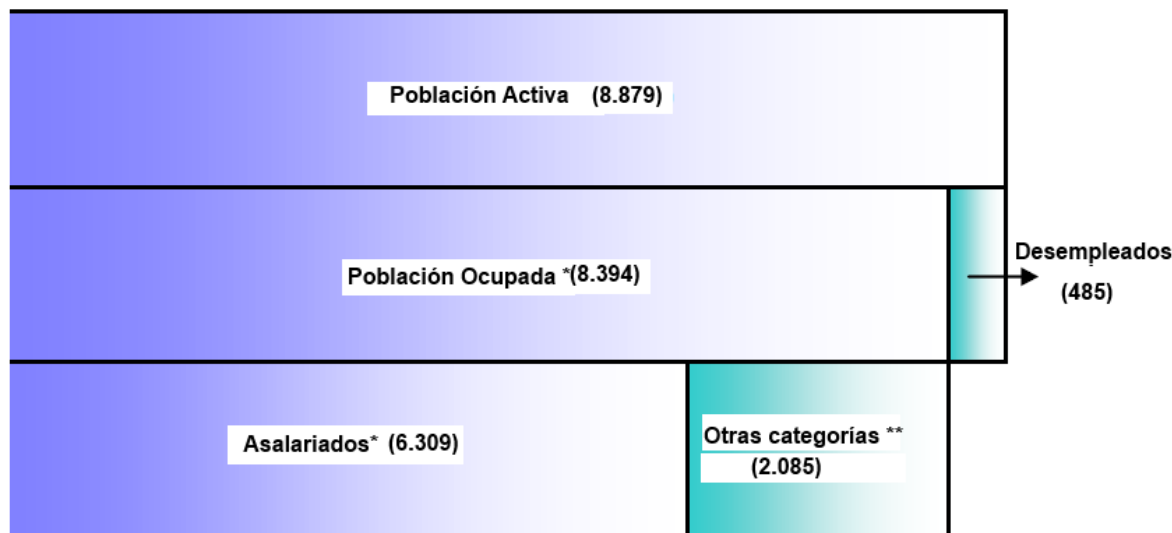 Población Activa (8.879)
Población Ocupada *(8.394)
Desempleados
(485)
Asalariados* (6.309)
Otras categorías **
(2.085)